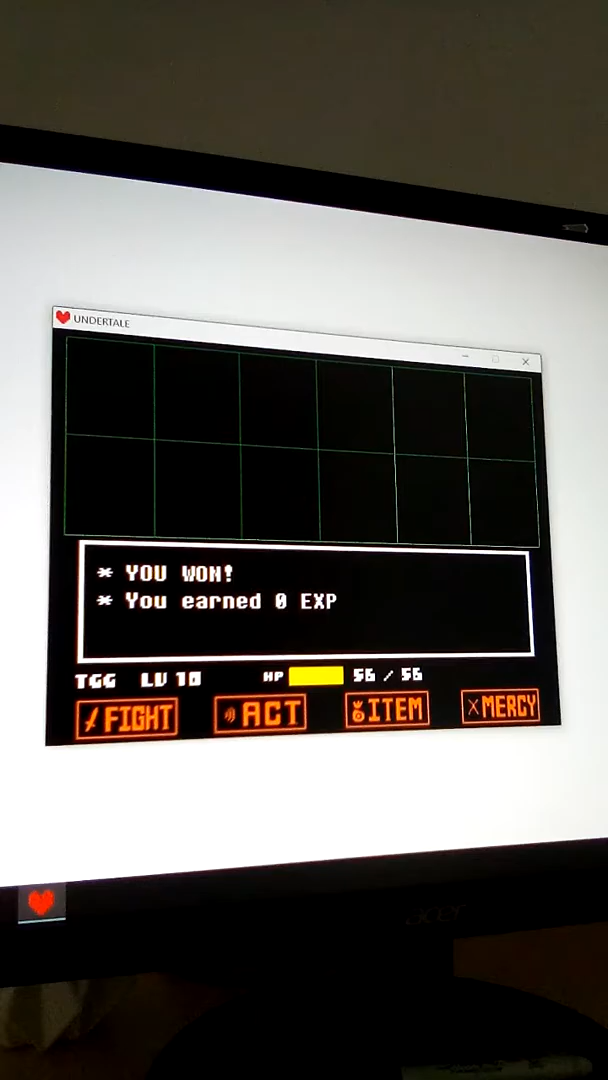 UNDERTALE
* YOU WON!
* You earned 0 EXP
TGG LV 10 HP 56 / 56
FIGHT ACT ITEM MERCY
acer